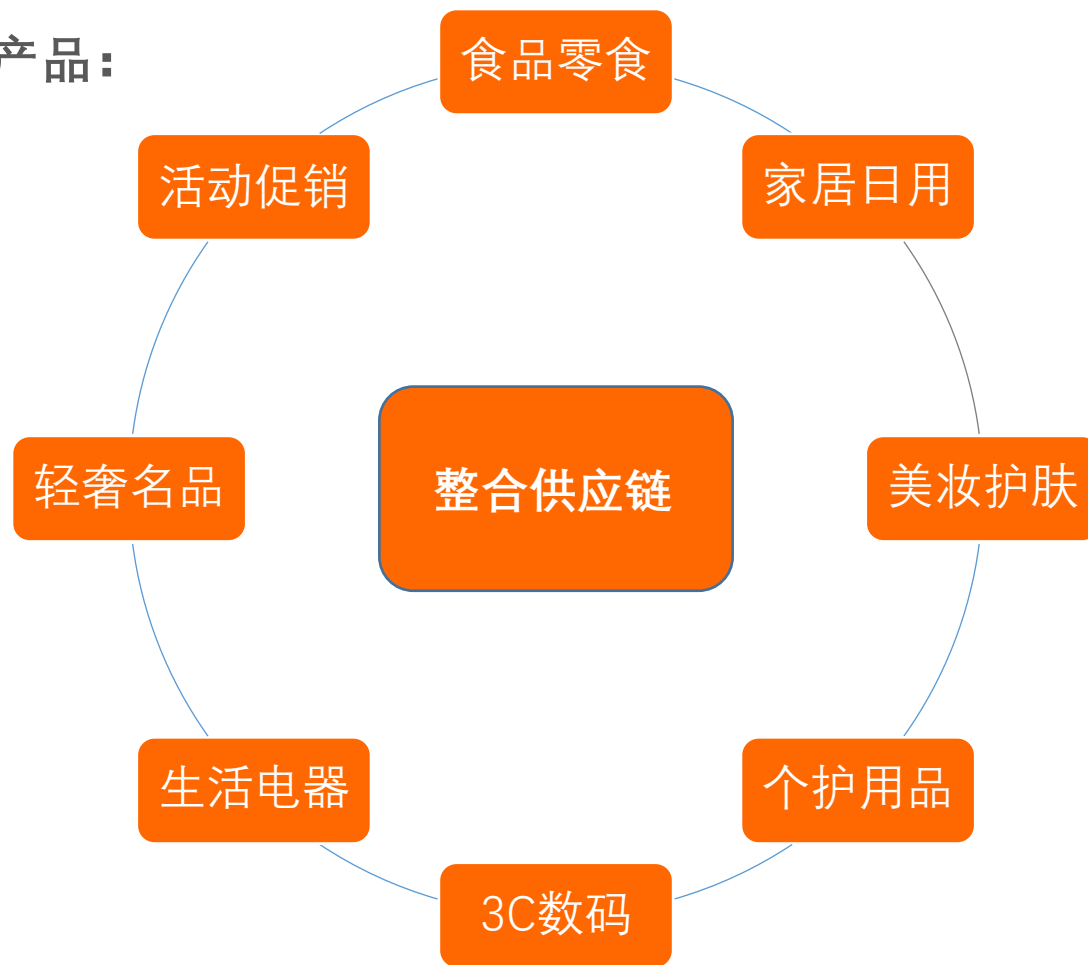 产品:
食品零食
活动促销
家居日用
轻奢名品
整合供应链
美妆护肤
生活电器
个护用品
3C数码